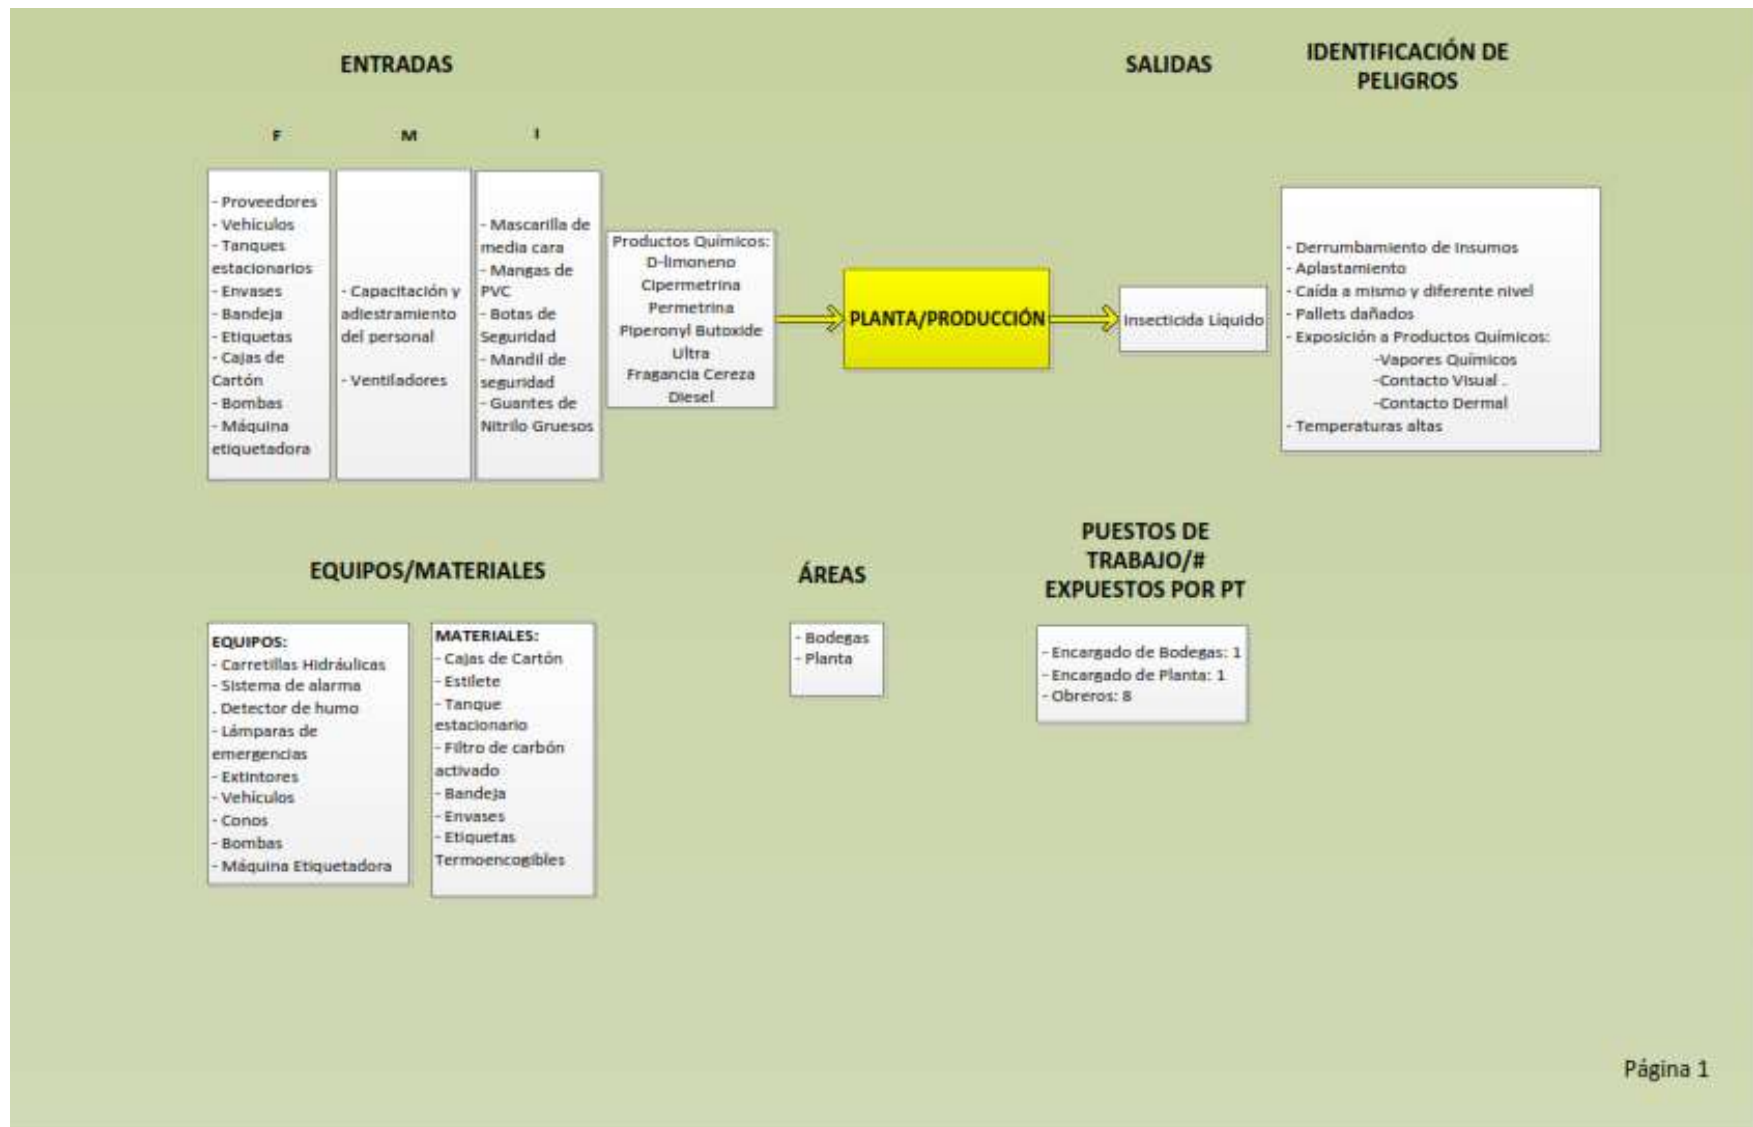 ENTRADAS
SALIDAS
IDENTIFICACIÓN DE
PELIGROS
F
M
I
- Proveedores
- Vehículos
- Tanques
estacionarios
- Envases
- Bandeja
- Etiquetas
- Cajas de
Cartón
- Bombas
- Máquina
etiquetadora
- Capacitación y
adiestramiento
del personal
- Ventiladores
- Mascarilla de
media cara
- Mangas de
PVC
- Botas de
Seguridad
- Mandil de
seguridad
- Guantes de
Nitrilo Gruesos
Productos Químicos:
D-limoneno
Cipermetrina
Permetrina
Piperonyl Butoxide
Ultra
Fragancia Cereza
Diesel
PLANTA/PRODUCCIÓN
Insecticida Líquido
- Derrumbamiento de Insumos
- Aplastamiento
- Caída a mismo y diferente nivel
- Pallets dañados
- Exposición a Productos Químicos:
-Vapores Químicos
-Contacto Visual .
-Contacto Dermal
- Temperaturas altas
EQUIPOS/MATERIALES
ÁREAS
PUESTOS DE
TRABAJO/#
EXPUESTOS POR PT
EQUIPOS:
- Carretillas Hidráulicas
- Sistema de alarma
. Detector de humo
- Lámparas de
emergencias
- Extintores
- Vehículos
- Conos
- Bombas
- Máquina Etiquetadora
MATERIALES:
- Cajas de Cartón
- Estilete
- Tanque
estacionario
- Filtro de carbón
activado
- Bandeja
- Envases
- Etiquetas
Termoencogibles
- Bodegas
- Planta
- Encargado de Bodegas: 1
- Encargado de Planta: 1
- Obreros: 8
Página 1